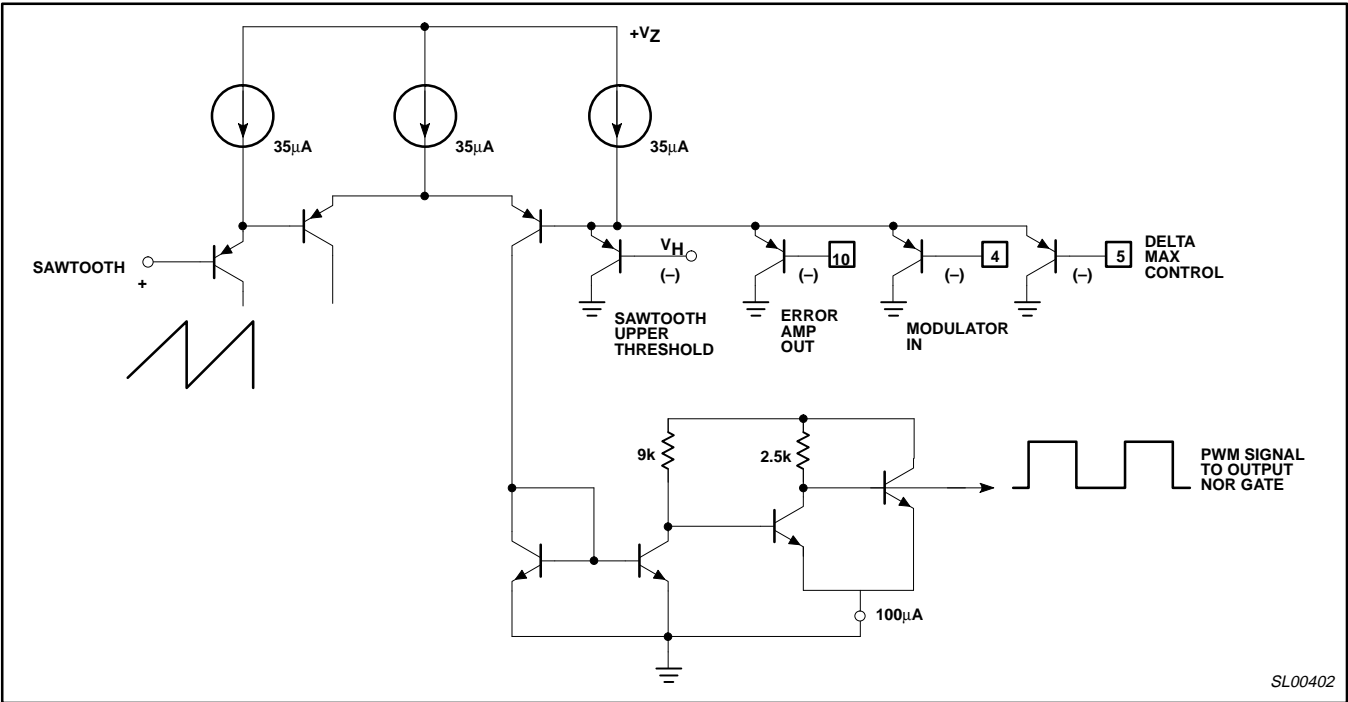 +VZ
35μA
35μA
35μA
SAWTOOTH
+
VH
(–)
10
(–)
4
(–)
5
(–)
DELTA
MAX
CONTROL
SAWTOOTH
UPPER
THRESHOLD
ERROR
AMP
OUT
MODULATOR
IN
9k
2.5k
PWM SIGNAL
TO OUTPUT
NOR GATE
100μA
SL00402